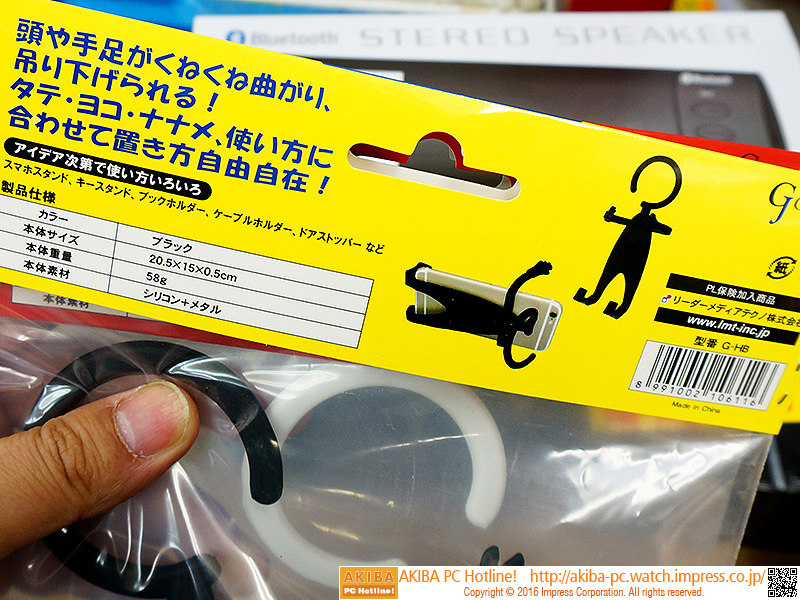 Bluetooth STEREO SPEAKER
頭や手足がくねくね曲がり、
吊り下げられる!
タテ・ヨコ・ナナメ、使い方に
合わせて置き方自由自在!
アイデア次第で使い方いろいろ
スマホスタンド、キースタンド、ブックホルダー、ケーブルホルダー、ドアストッパー など
製品仕様
カラー ブラック
本体サイズ 20.5×15×0.5cm
本体重量 58g
本体素材 シリコン+メタル
本体素材
紙
PL保険加入商品
リーダーメディアテクノ株式会
www.lmt-inc.jp
型番 G-HB
8 991002 106116
Made in China
AKIBA PC Hotline! AKIBA PC Hotline! http://akiba-pc.watch.impress.co.jp/
Copyright © 2016 Impress Corporation. All rights reserved.